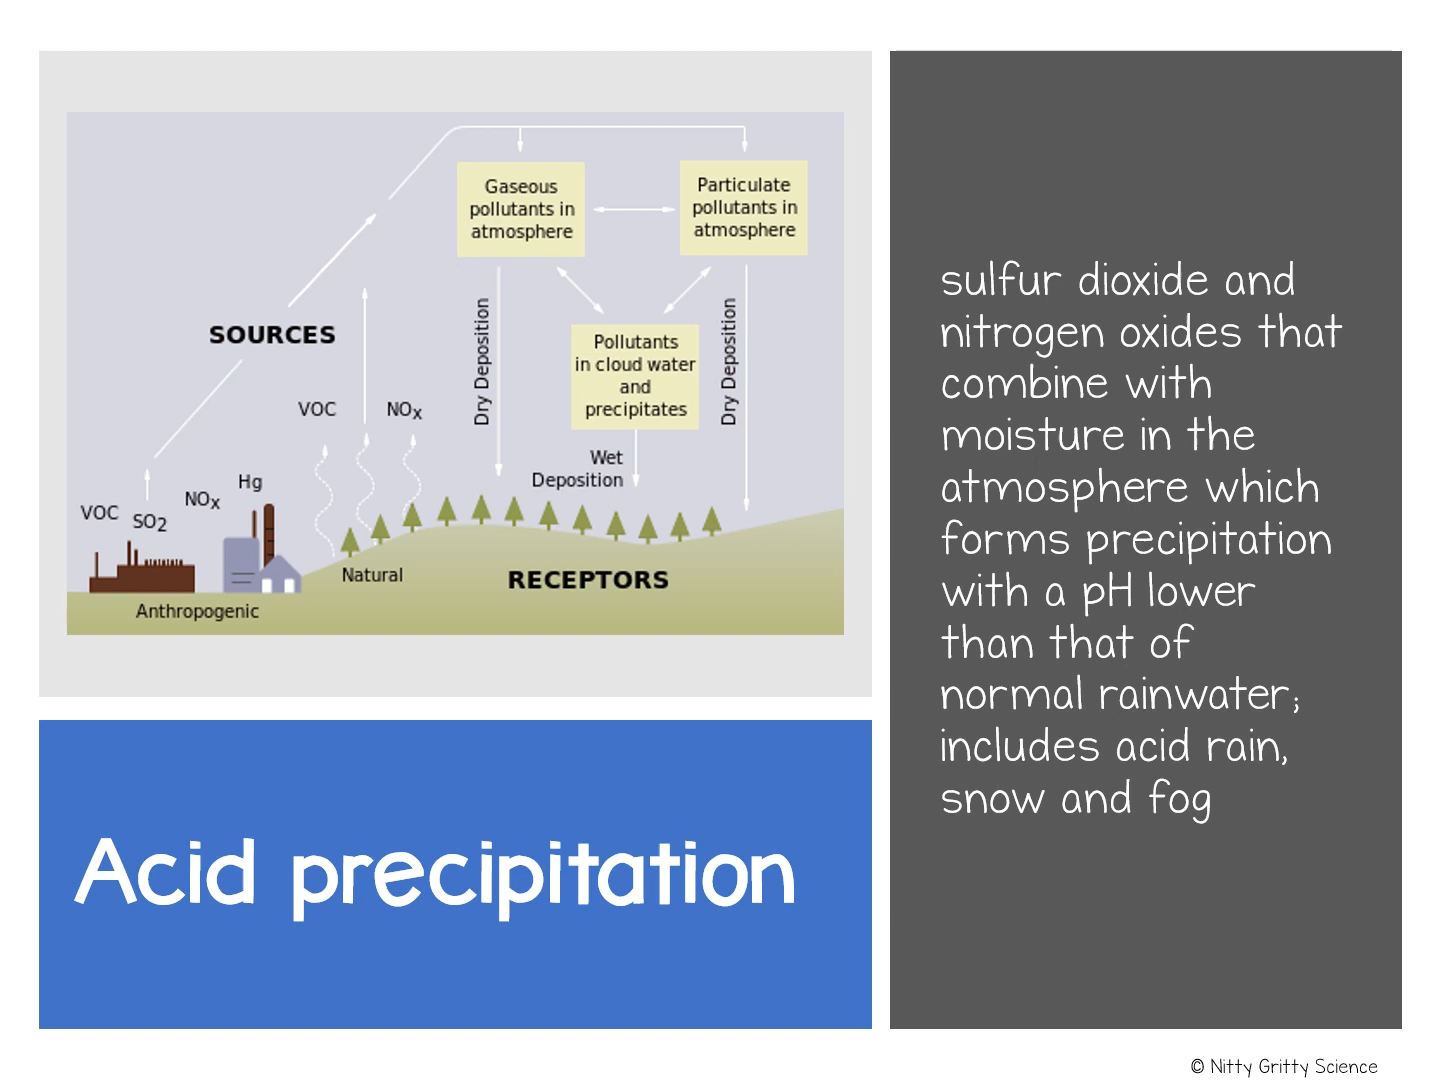 Gaseous
pollutants in
atmosphere
Particulate
pollutants in
atmosphere
SOURCES
Dry Deposition
Pollutants
in cloud water
and
precipitates
Dry Deposition
VOC
NOx
Wet
Deposition
Hg
NOx
VOC
SO2
Natural
RECEPTORS
Anthropogenic
Acid precipitation
sulfur dioxide and
nitrogen oxides that
combine with
moisture in the
atmosphere which
forms precipitation
with a pH lower
than that of
normal rainwater;
includes acid rain,
snow and fog
© Nitty Gritty Science